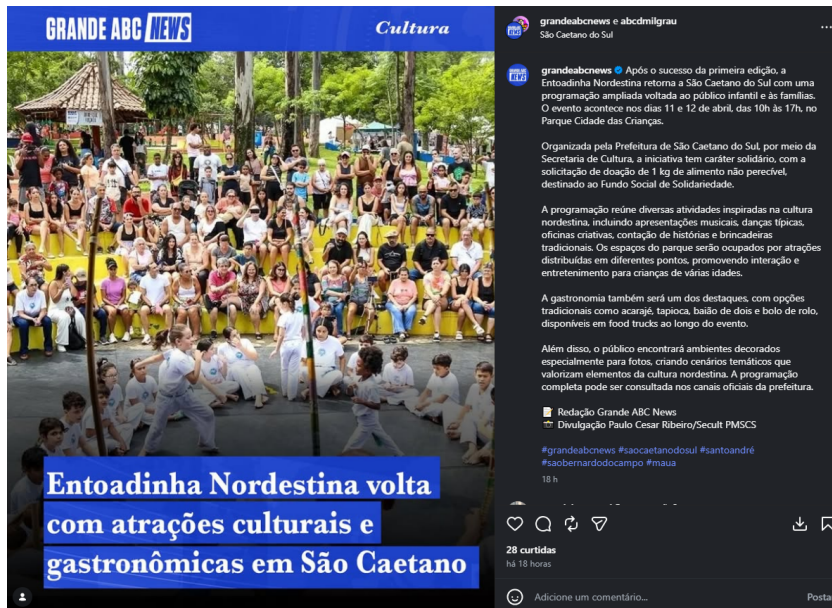 GRANDE ABC NEWS
Cultura
Entoadinha Nordestina volta
com atrações culturais e
gastronômicas em São Caetano
grandeabcnews e abcdmilgrau
São Caetano do Sul
grandeabcnews Após o sucesso da primeira edição, a
Entoadinha Nordestina retorna a São Caetano do Sul com uma
programação ampliada voltada ao público infantil e às famílias.
O evento acontece nos dias 11 e 12 de abril, das 10h às 17h, no
Parque Cidade das Crianças.
Organizada pela Prefeitura de São Caetano do Sul, por meio da
Secretaria de Cultura, a iniciativa tem caráter solidário, com a
solicitação de doação de 1 kg de alimento não perecível,
destinado ao Fundo Social de Solidariedade.
A programação reúne diversas atividades inspiradas na cultura
nordestina, incluindo apresentações musicais, danças típicas,
oficinas criativas, contação de histórias e brincadeiras
tradicionais. Os espaços do parque serão ocupados por atrações
distribuídas em diferentes pontos, promovendo interação e
entretenimento para crianças de várias idades.
A gastronomia também será um dos destaques, com opções
tradicionais como acarajé, tapioca, baião de dois e bolo de rolo,
disponíveis em food trucks ao longo do evento.
Além disso, o público encontrará ambientes decorados
especialmente para fotos, criando cenários temáticos que
valorizam elementos da cultura nordestina. A programação
completa pode ser consultada nos canais oficiais da prefeitura.
Redação Grande ABC News
Divulgação Paulo Cesar Ribeiro/Secult PMSCS
#grandeabcnews #saocaetanodosul #santoandré
#saobernardodocampo #maua
18 h
28 curtidas
há 18 horas
Adicione um comentário...
Posta